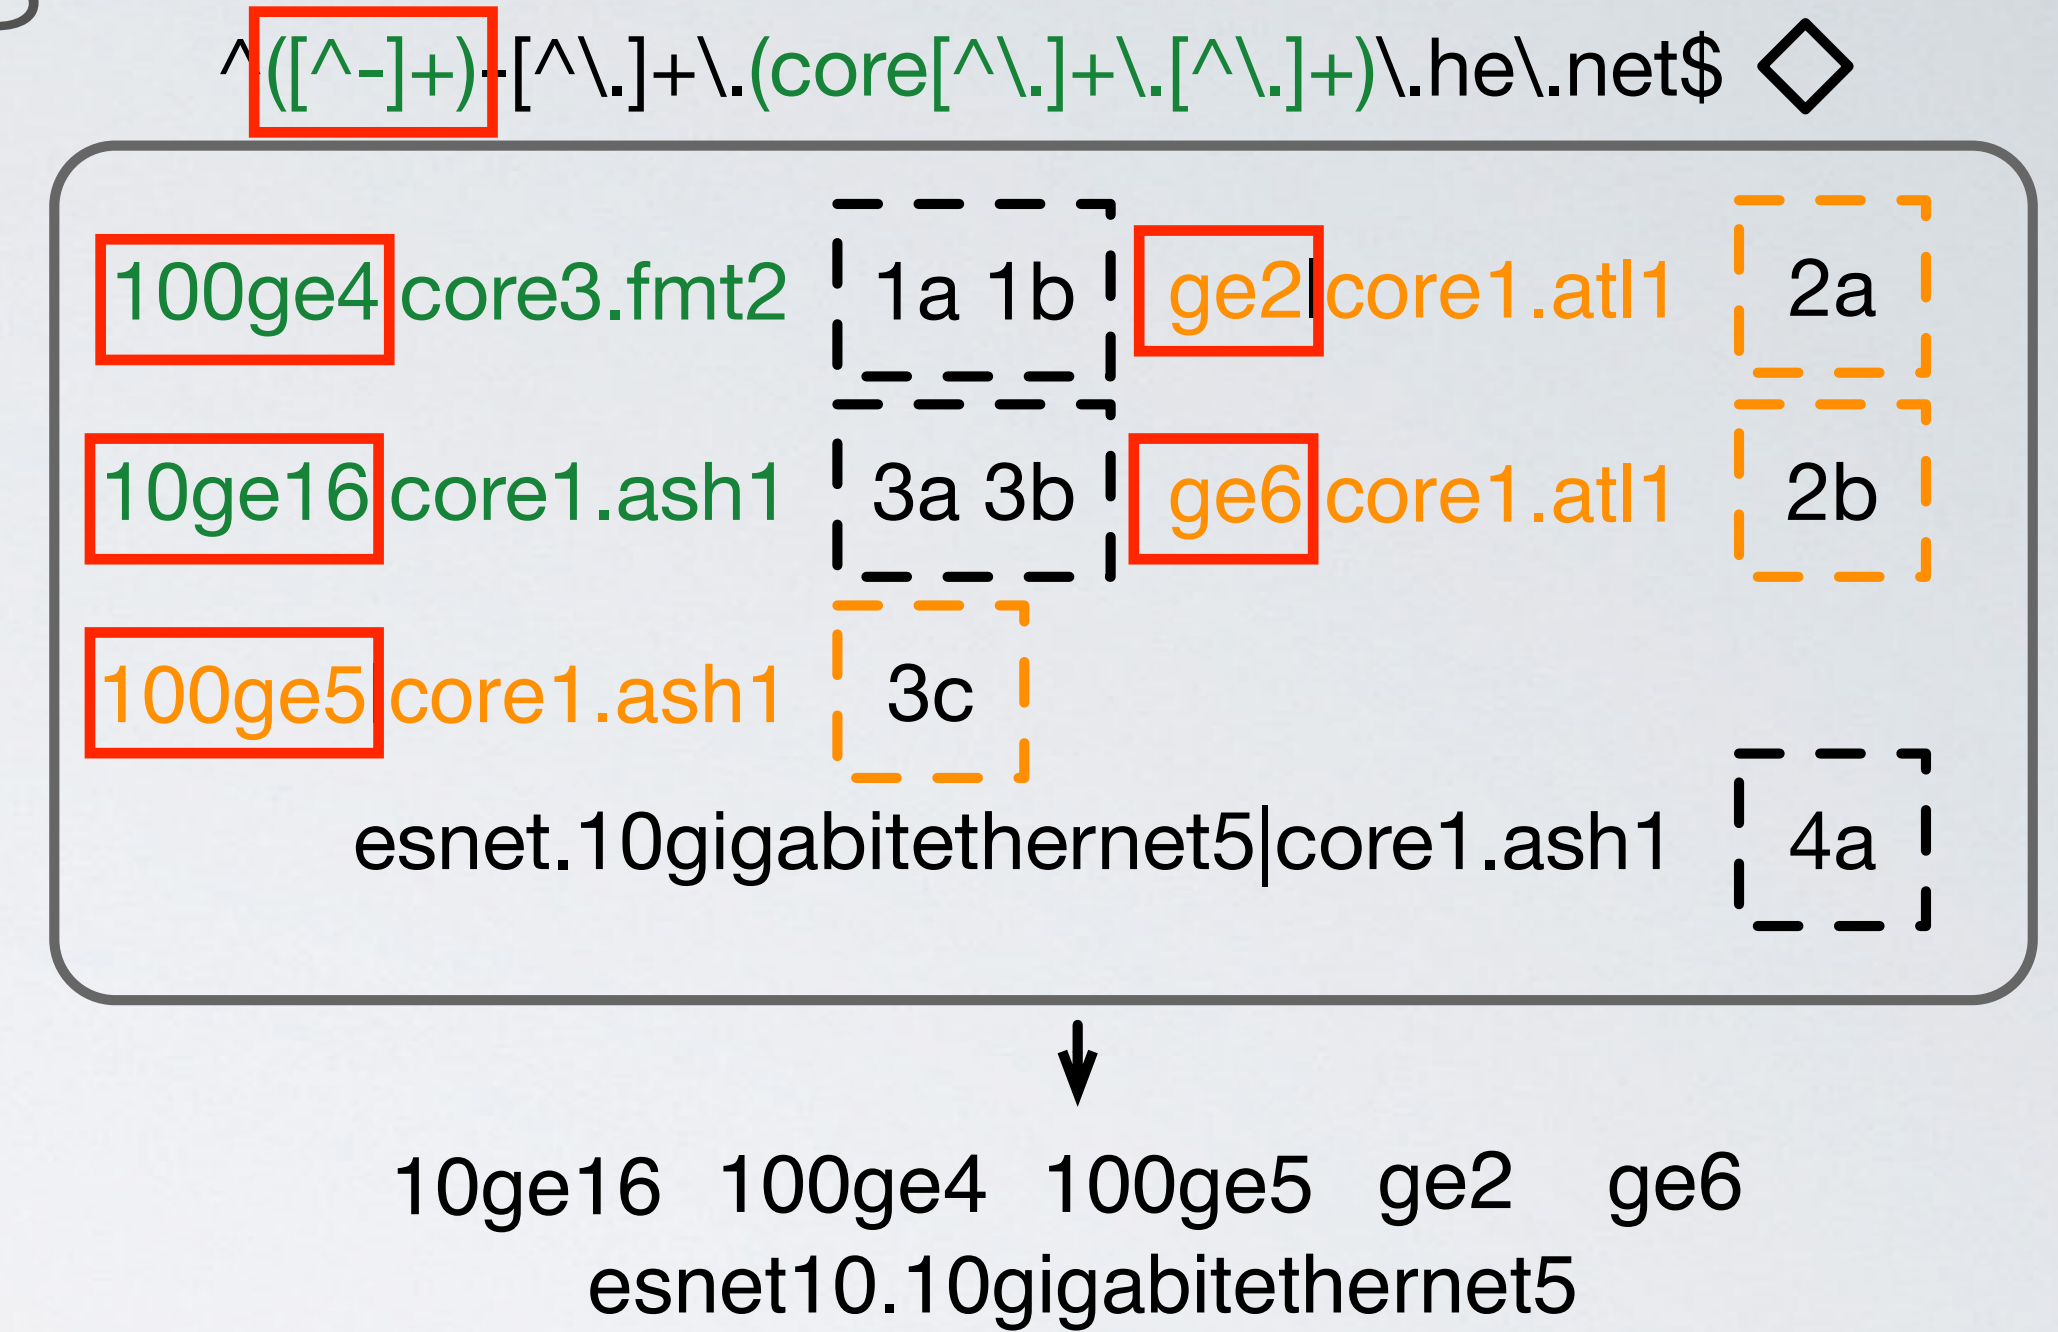 ^([^-]+)-[^\.]+\.(core[^\.]+\.[^\.]+)\.he\.net$
100ge4|core3.fmt2 1a 1b ge2|core1.atl1 2a
10ge16|core1.ash1 3a 3b ge6|core1.atl1 2b
100ge5|core1.ash1 3c
esnet.10gigabitethernet5|core1.ash1 4a
10ge16 100ge4 100ge5 ge2 ge6
esnet10.10gigabitethernet5